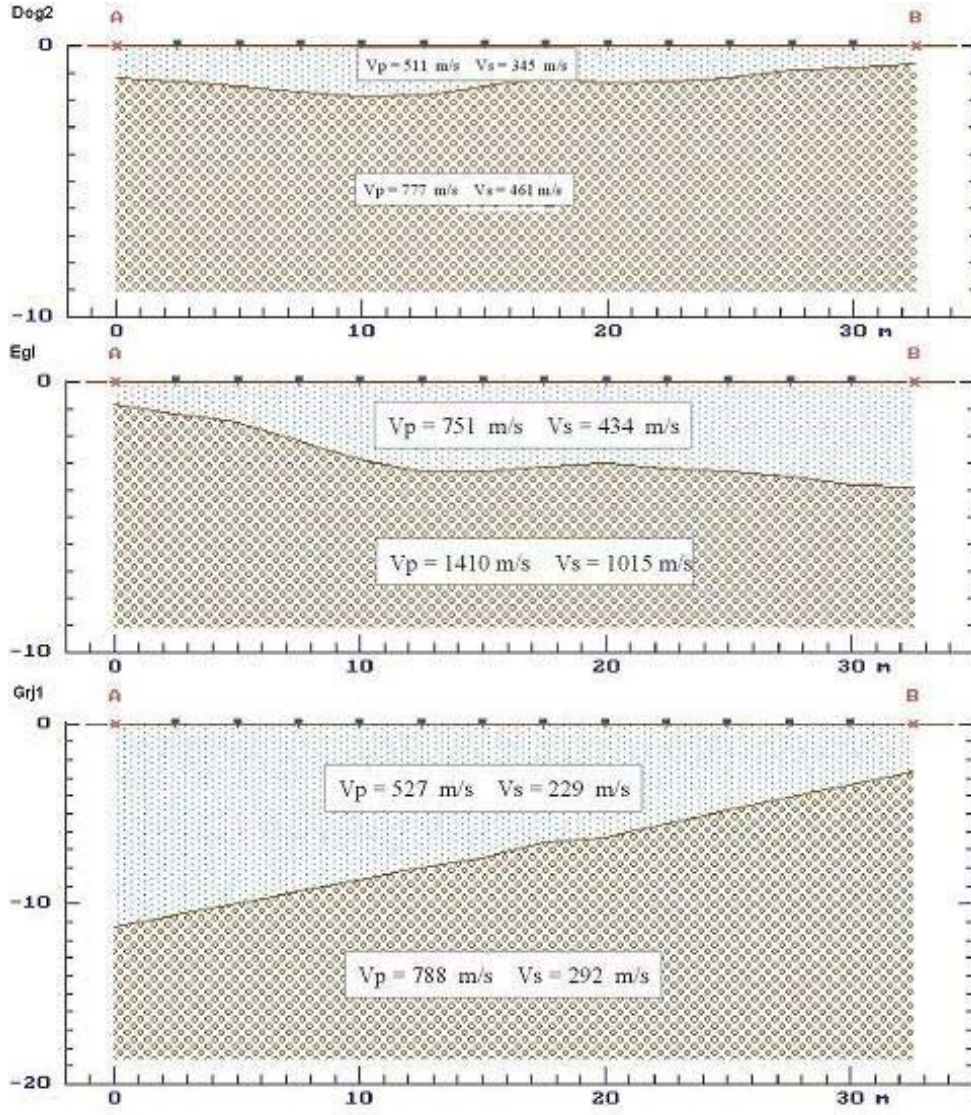 Dog2
A B
0
Vp = 511 m/s Vs = 345 m/s
Vp = 777 m/s Vs = 461 m/s
-10
0 10 20 30 m
Egl
A B
0
Vp = 751 m/s Vs = 434 m/s
Vp = 1410 m/s Vs = 1015 m/s
-10
0 10 20 30 m
Grj1
A B
0
Vp = 527 m/s Vs = 229 m/s
-10
Vp = 788 m/s Vs = 292 m/s
-20
0 10 20 30 m